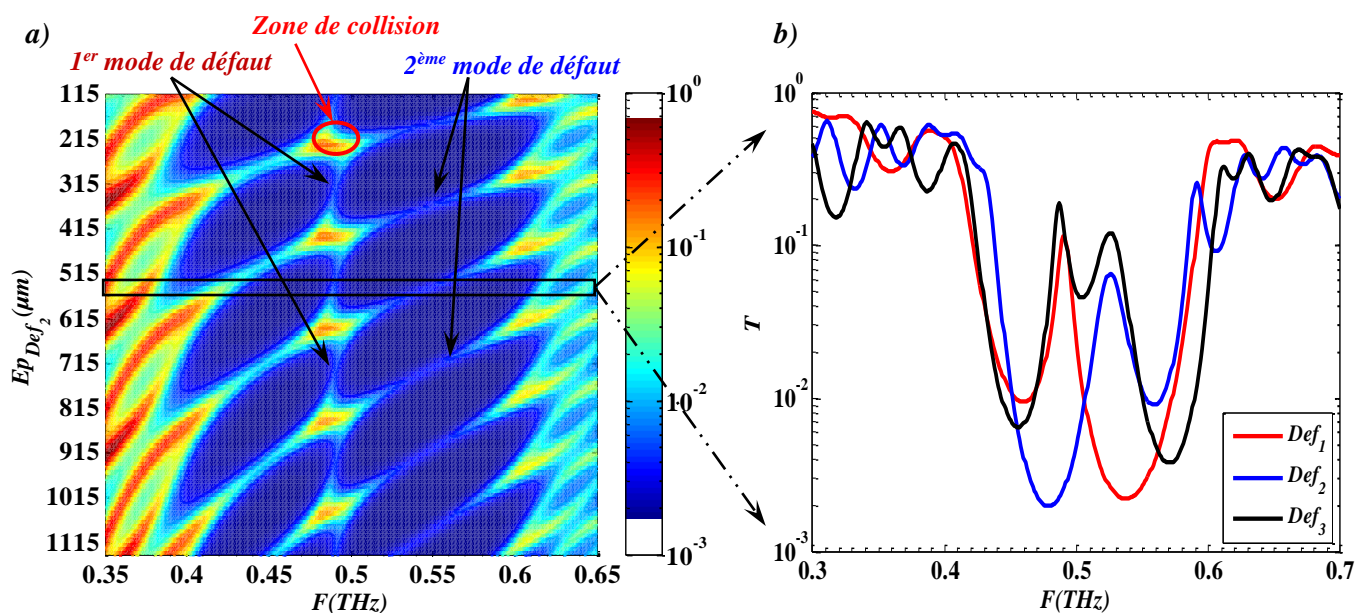 a)
Zone de collision
1er mode de défaut
2ème mode de défaut
b)
115
215
315
415
515
615
715
815
915
1015
1115
EpDef2(µm)
0.35
0.4
0.45
0.5
0.55
0.6
0.65
F(THz)
10^0
10^-1
10^-2
10^-3
10^0
10^-1
10^-2
10^-3
T
0.3
0.4
0.5
0.6
0.7
F(THz)
Def1
Def2
Def3